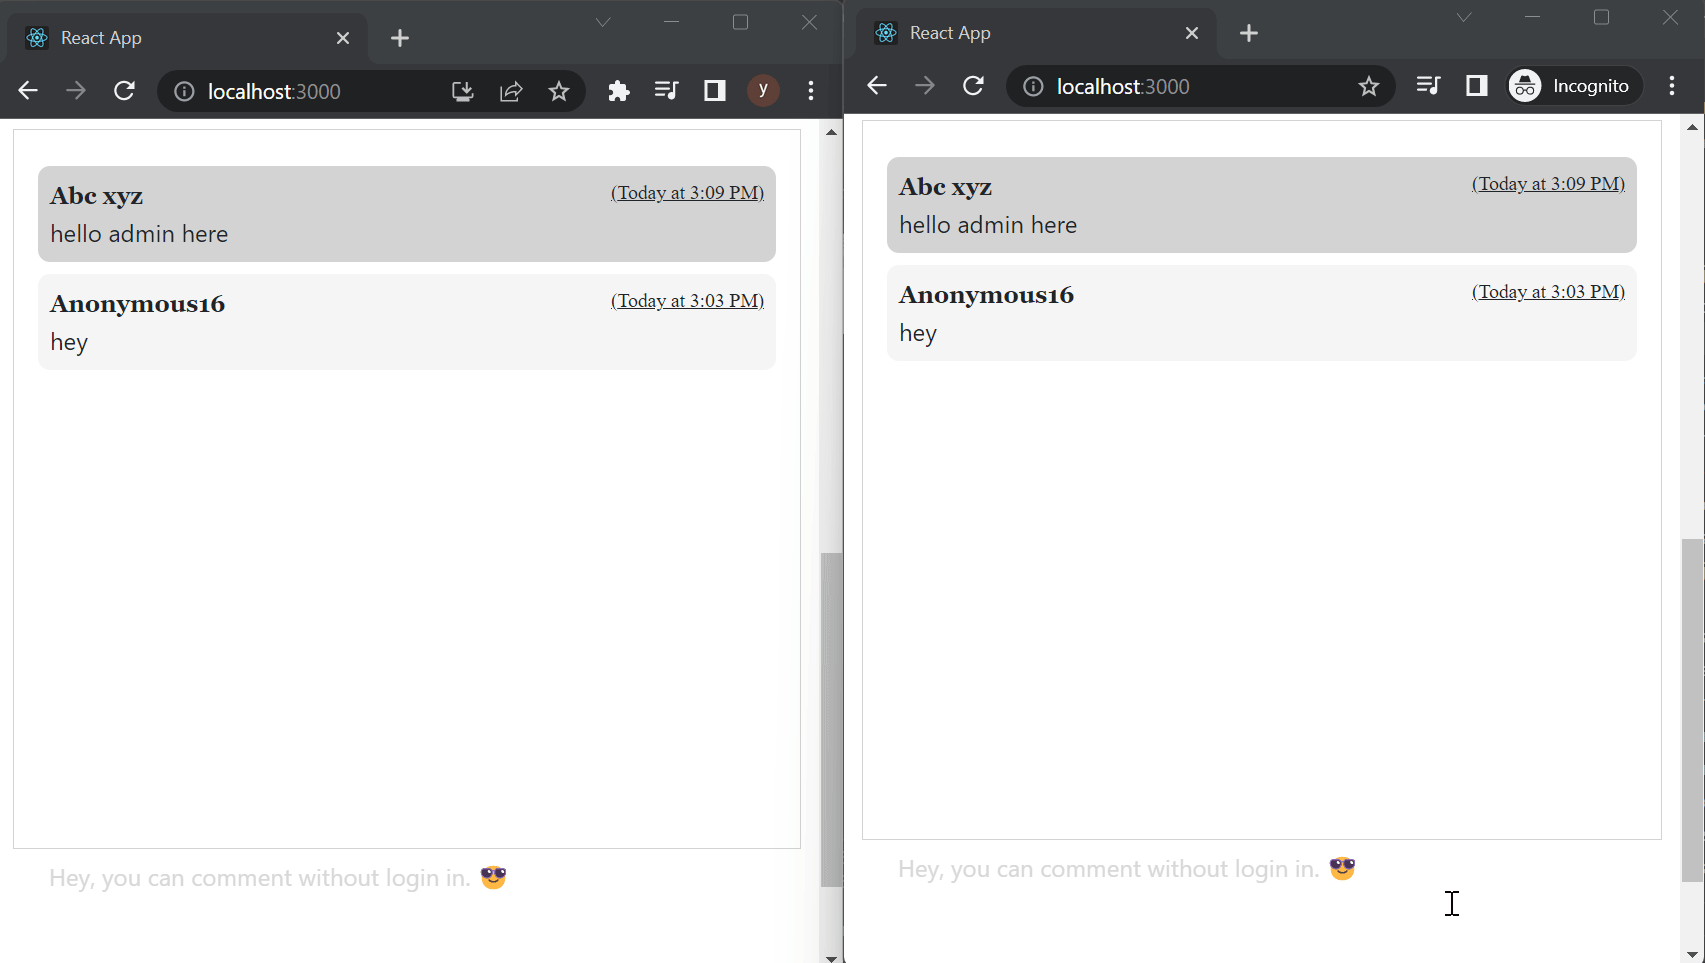 React App
localhost:3000
y
Abc xyz
(Today at 3:09 PM)
hello admin here
Anonymous16
(Today at 3:03 PM)
hey
Hey, you can comment without login in. 😎
React App
localhost:3000
Incognito
Abc xyz
(Today at 3:09 PM)
hello admin here
Anonymous16
(Today at 3:03 PM)
hey
Hey, you can comment without login in. 😎